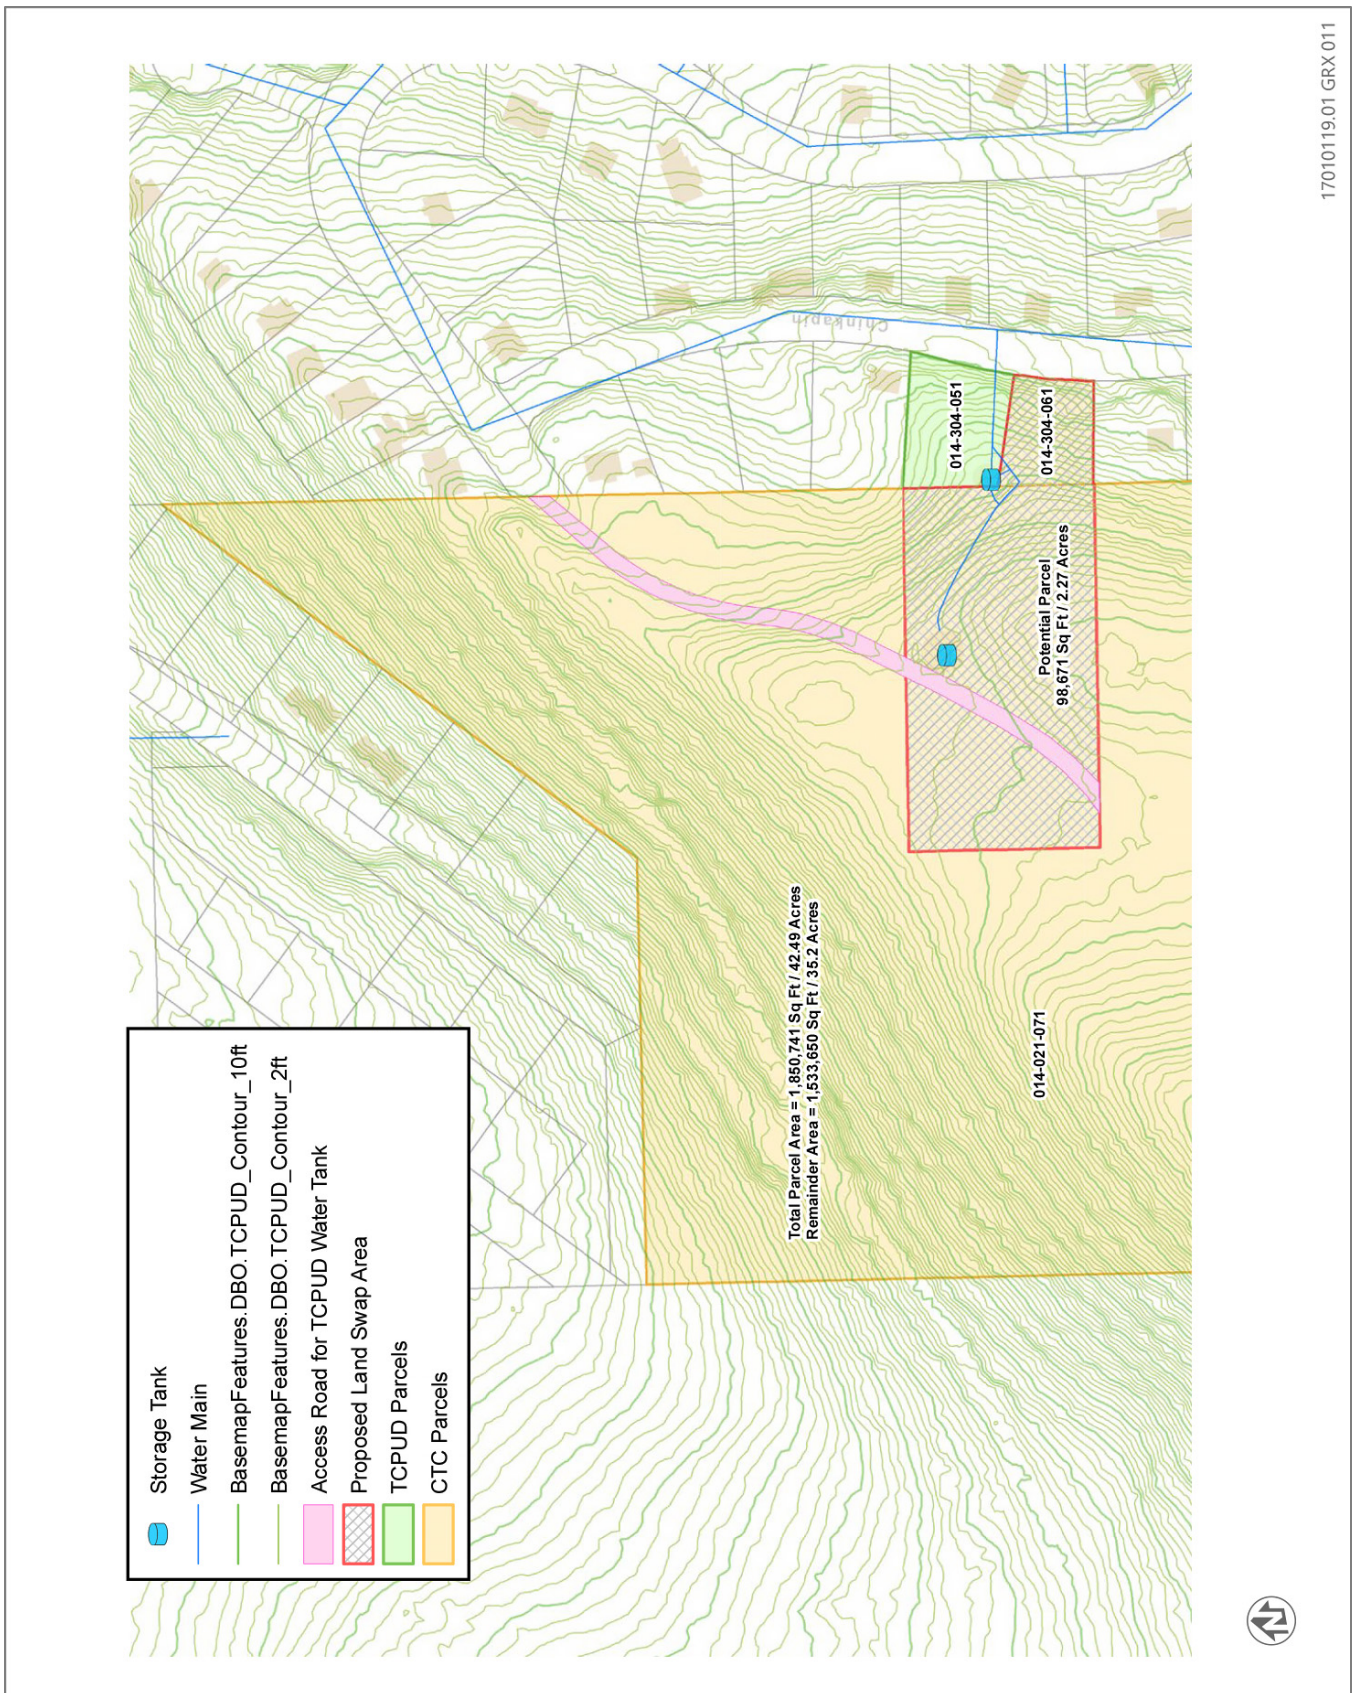 17010119.01 GRX 011
Chinkapin
014-304-051
014-304-061
Potential Parcel
98,671 Sq Ft / 2.27 Acres
Total Parcel Area = 1,850,741 Sq Ft / 42.49 Acres
Remainder Area = 1,533,650 Sq Ft / 35.2 Acres
014-021-071
Storage Tank
Water Main
BasemapFeatures.DBO.TCPUD_Contour_10ft
BasemapFeatures.DBO.TCPUD_Contour_2ft
Access Road for TCPUD Water Tank
Proposed Land Swap Area
TCPUD Parcels
CTC Parcels
N